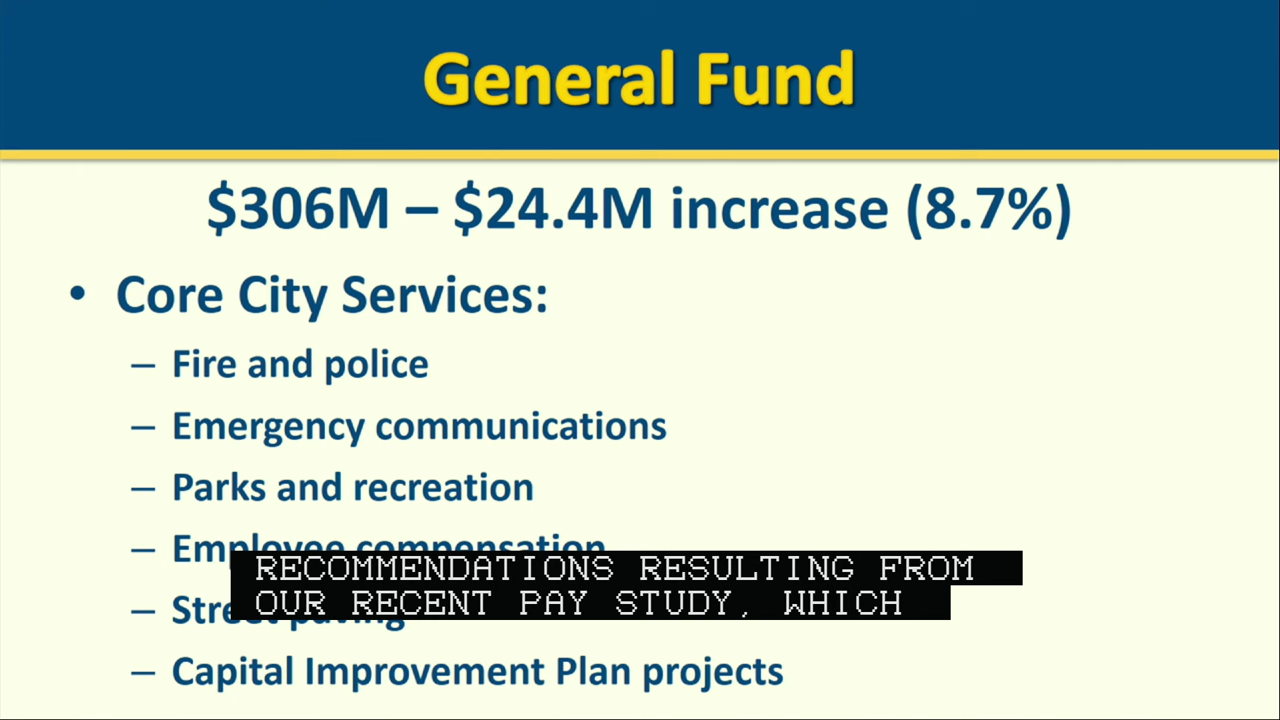 General Fund
$306M – $24.4M increase (8.7%)
• Core City Services:
– Fire and police
– Emergency communications
– Parks and recreation
– Employee compensation
RECOMMENDATIONS RESULTING FROM
OUR RECENT PAY STUDY, WHICH
– Street paving
– Capital Improvement Plan projects